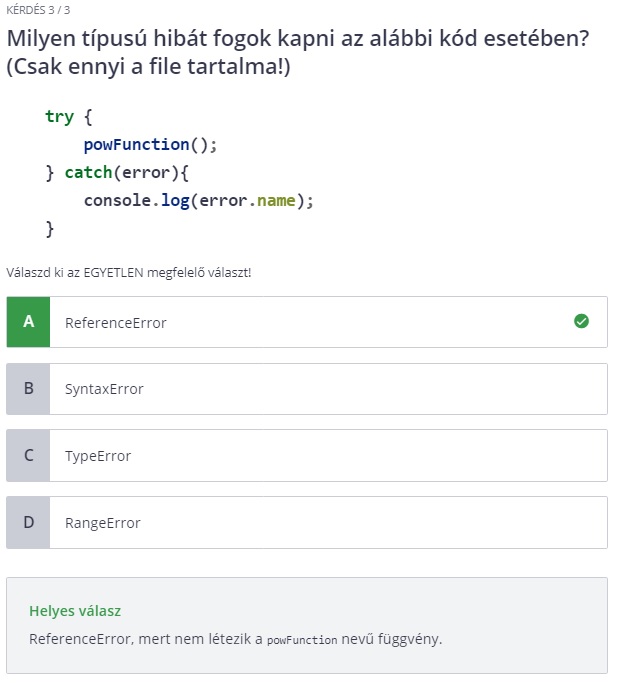 KÉRDÉS 3 / 3
Milyen típusú hibát fogok kapni az alábbi kód esetében?
(Csak ennyi a file tartalma!)
try {
    powFunction();
} catch(error){
    console.log(error.name);
}
Válaszd ki az EGYETLEN megfelelő választ!
A ReferenceError
B SyntaxError
C TypeError
D RangeError
Helyes válasz
ReferenceError, mert nem létezik a powFunction nevű függvény.